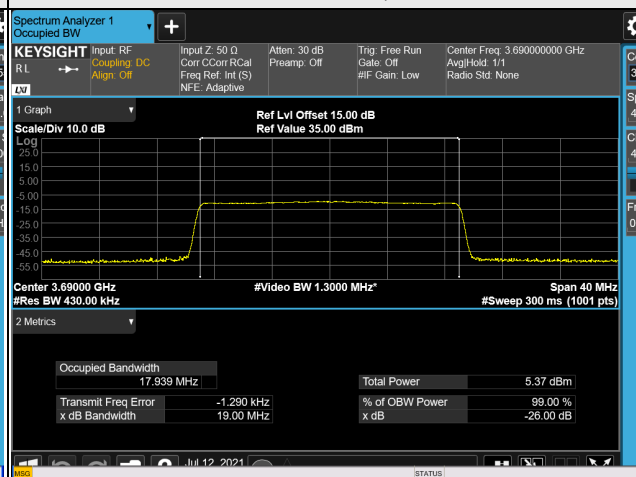 Spectrum Analyzer 1
Occupied BW
KEYSIGHT
R L
LXI
Input: RF
Coupling: DC
Align: Off
Input Z: 50 Ω
Corr CCorr RCal
Freq Ref: Int (S)
NFE: Adaptive
Atten: 30 dB
Preamp: Off
Trig: Free Run
Gate: Off
#IF Gain: Low
Center Freq: 3.690000000 GHz
Avg|Hold: 1/1
Radio Std: None
1 Graph
Scale/Div 10.0 dB
Ref Lvl Offset 15.00 dB
Ref Value 35.00 dBm
Log
25.0
15.0
5.00
-5.00
-15.0
-25.0
-35.0
-45.0
-55.0
Center 3.69000 GHz
#Res BW 430.00 kHz
#Video BW 1.3000 MHz*
Span 40 MHz
#Sweep 300 ms (1001 pts)
2 Metrics
Occupied Bandwidth
17.939 MHz
Total Power 5.37 dBm
Transmit Freq Error -1.290 kHz
% of OBW Power 99.00 %
x dB Bandwidth 19.00 MHz
x dB -26.00 dB
Jul 12, 2021
MSG
STATUS